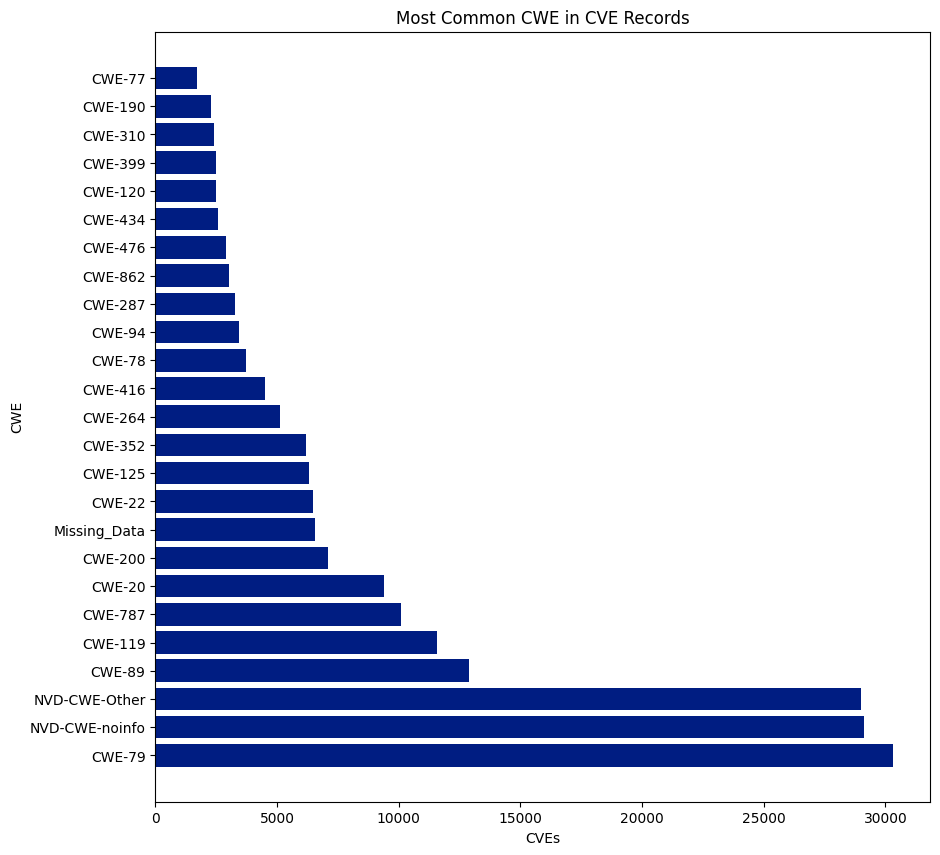 Most Common CWE in CVE Records
CWE-77
CWE-190
CWE-310
CWE-399
CWE-120
CWE-434
CWE-476
CWE-862
CWE-287
CWE-94
CWE-78
CWE-416
CWE-264
CWE-352
CWE-125
CWE-22
Missing_Data
CWE-200
CWE-20
CWE-787
CWE-119
CWE-89
NVD-CWE-Other
NVD-CWE-noinfo
CWE-79
CWE
0 5000 10000 15000 20000 25000 30000
CVEs